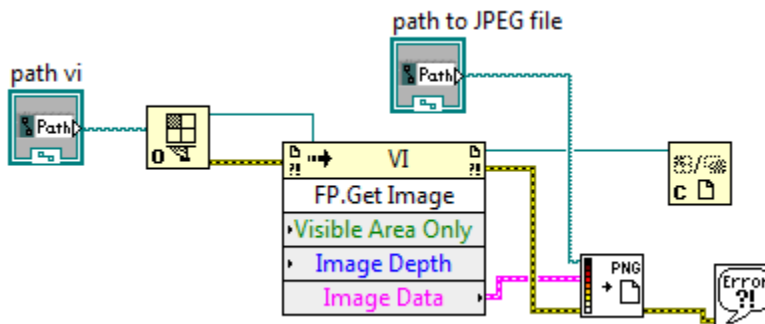 path to JPEG file
path vi
Path
Path
O
?!
VI
?!
FP.Get Image
C
Visible Area Only
Image Depth
PNG
Image Data
Error
?!